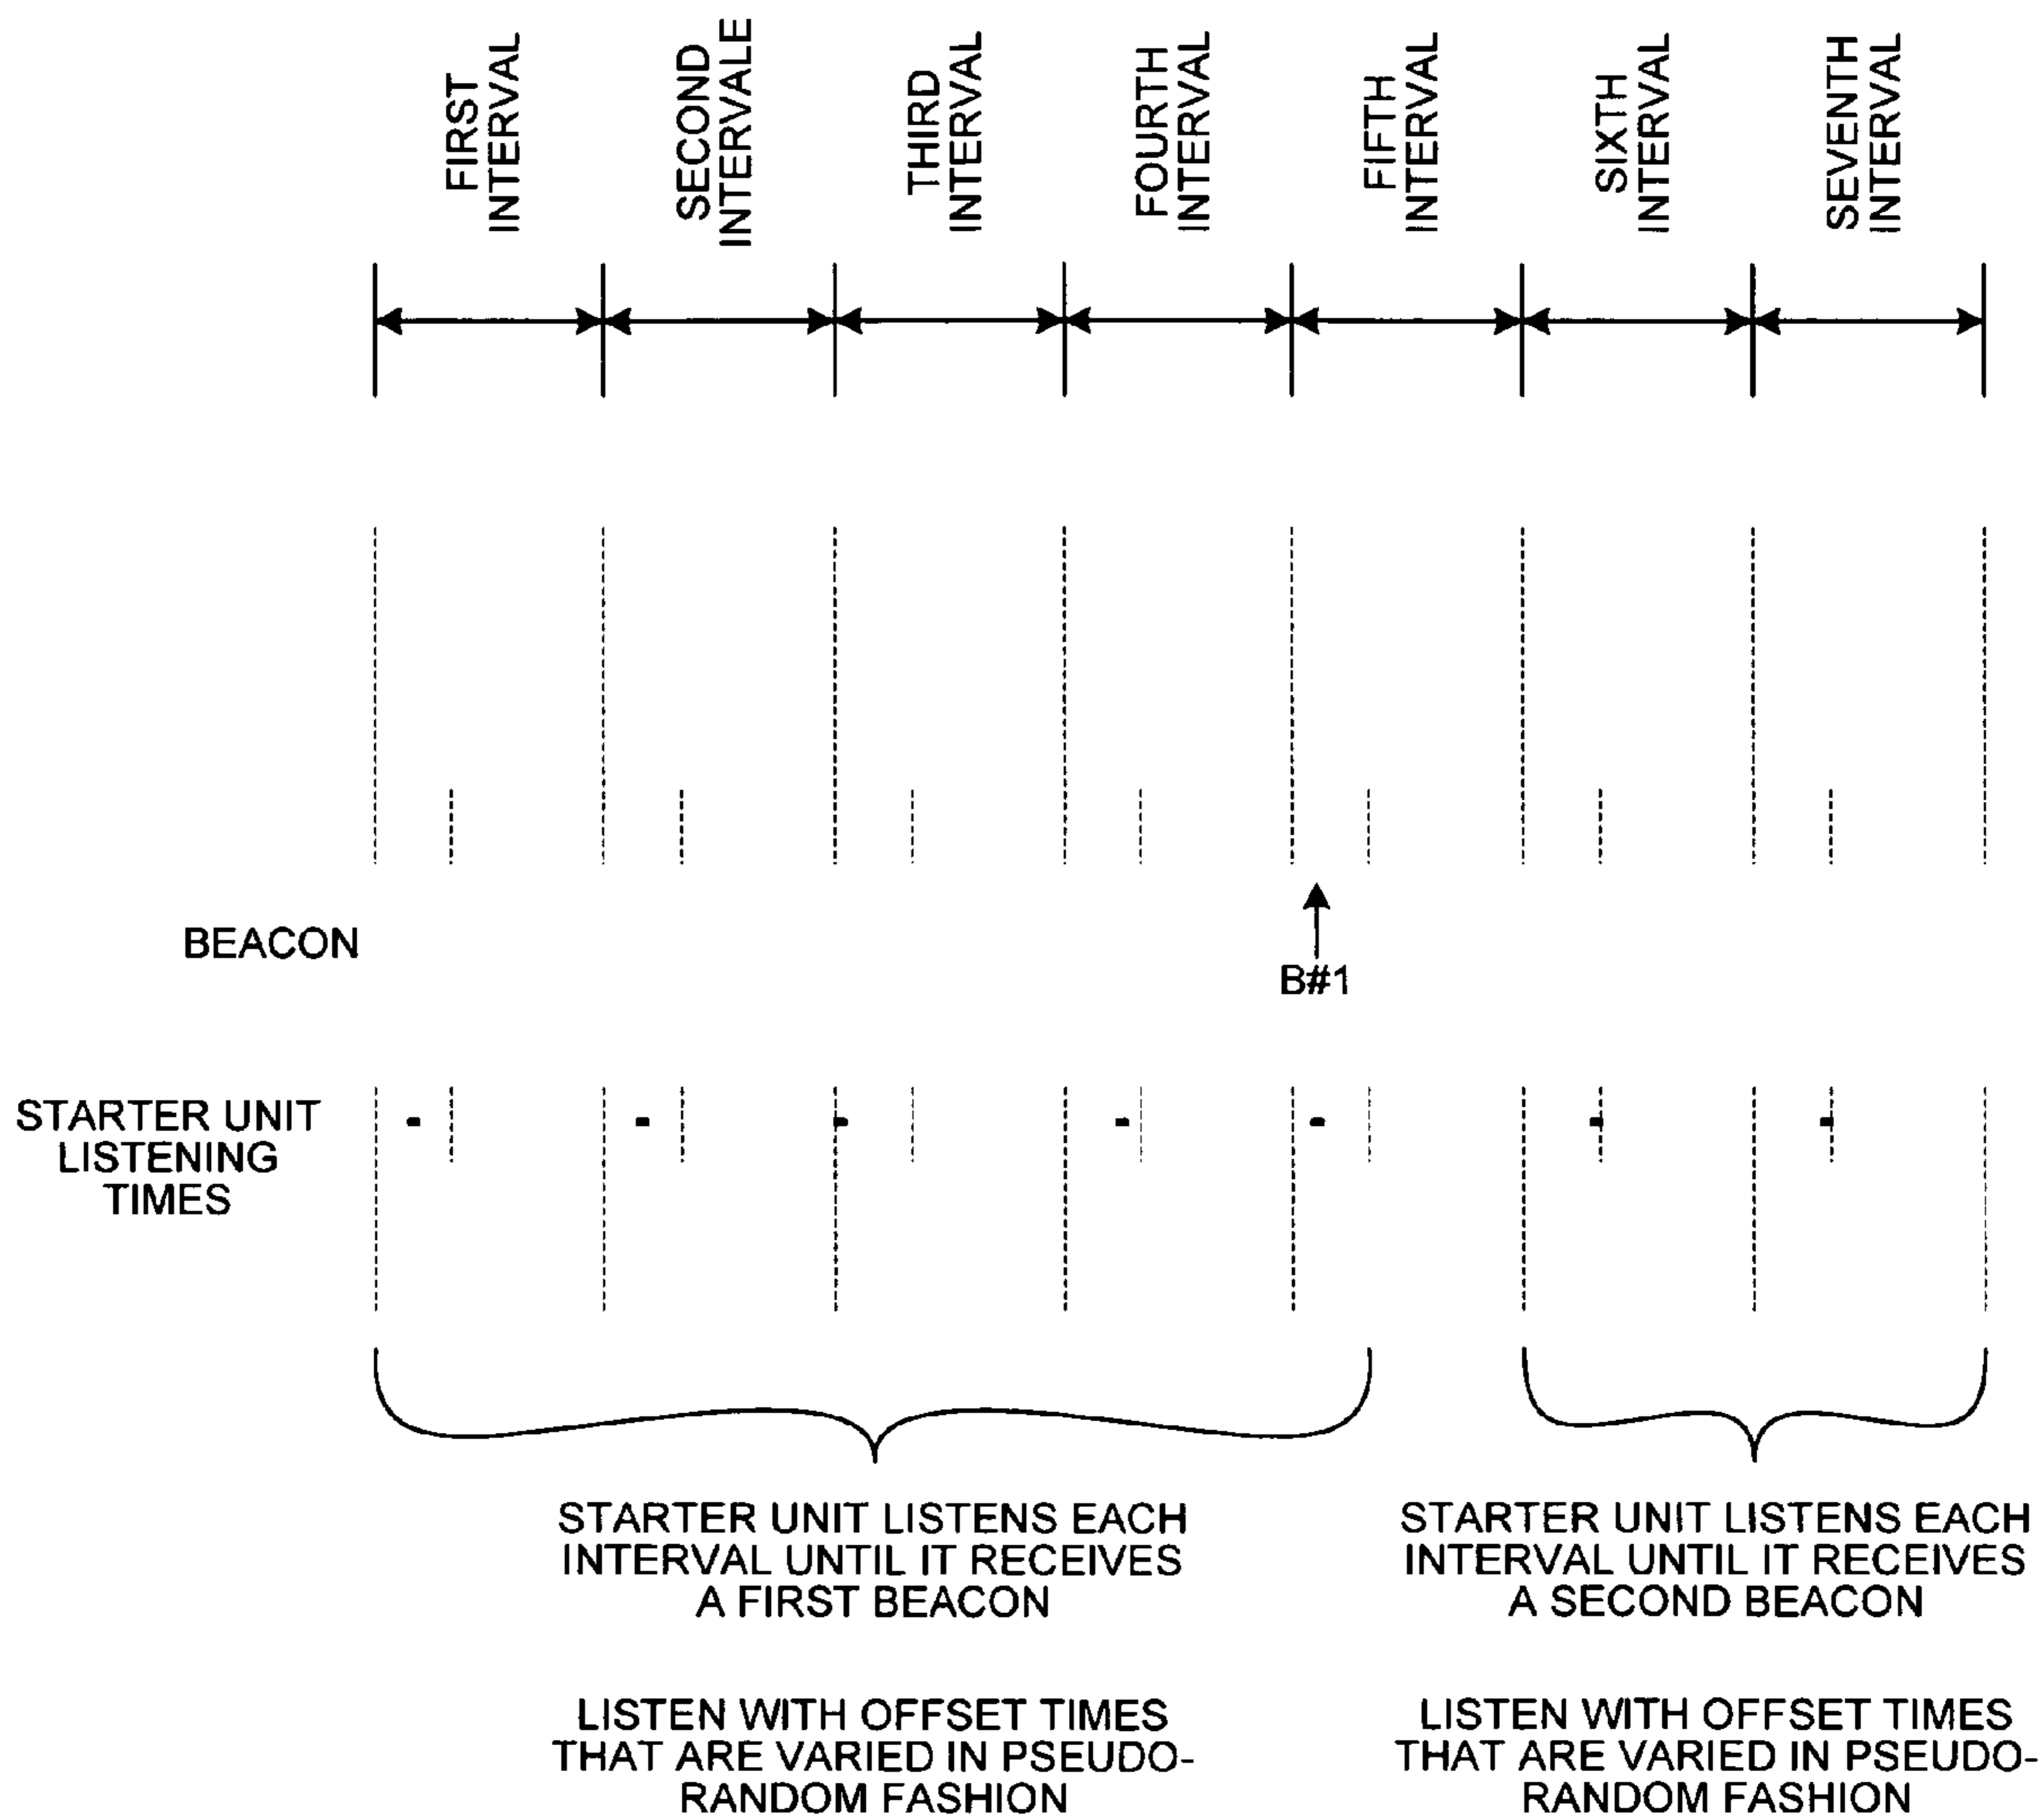 FIRST
INTERVAL
SECOND
INTERVALE
THIRD
INTERVAL
FOURTH
INTERVAL
FIFTH
INTERVAL
SIXTH
INTERVAL
SEVENTH
INTERVAL
BEACON
B#1
STARTER UNIT
LISTENING
TIMES
STARTER UNIT LISTENS EACH
INTERVAL UNTIL IT RECEIVES
A FIRST BEACON
LISTEN WITH OFFSET TIMES
THAT ARE VARIED IN PSEUDO-
RANDOM FASHION
STARTER UNIT LISTENS EACH
INTERVAL UNTIL IT RECEIVES
A SECOND BEACON
LISTEN WITH OFFSET TIMES
THAT ARE VARIED IN PSEUDO-
RANDOM FASHION